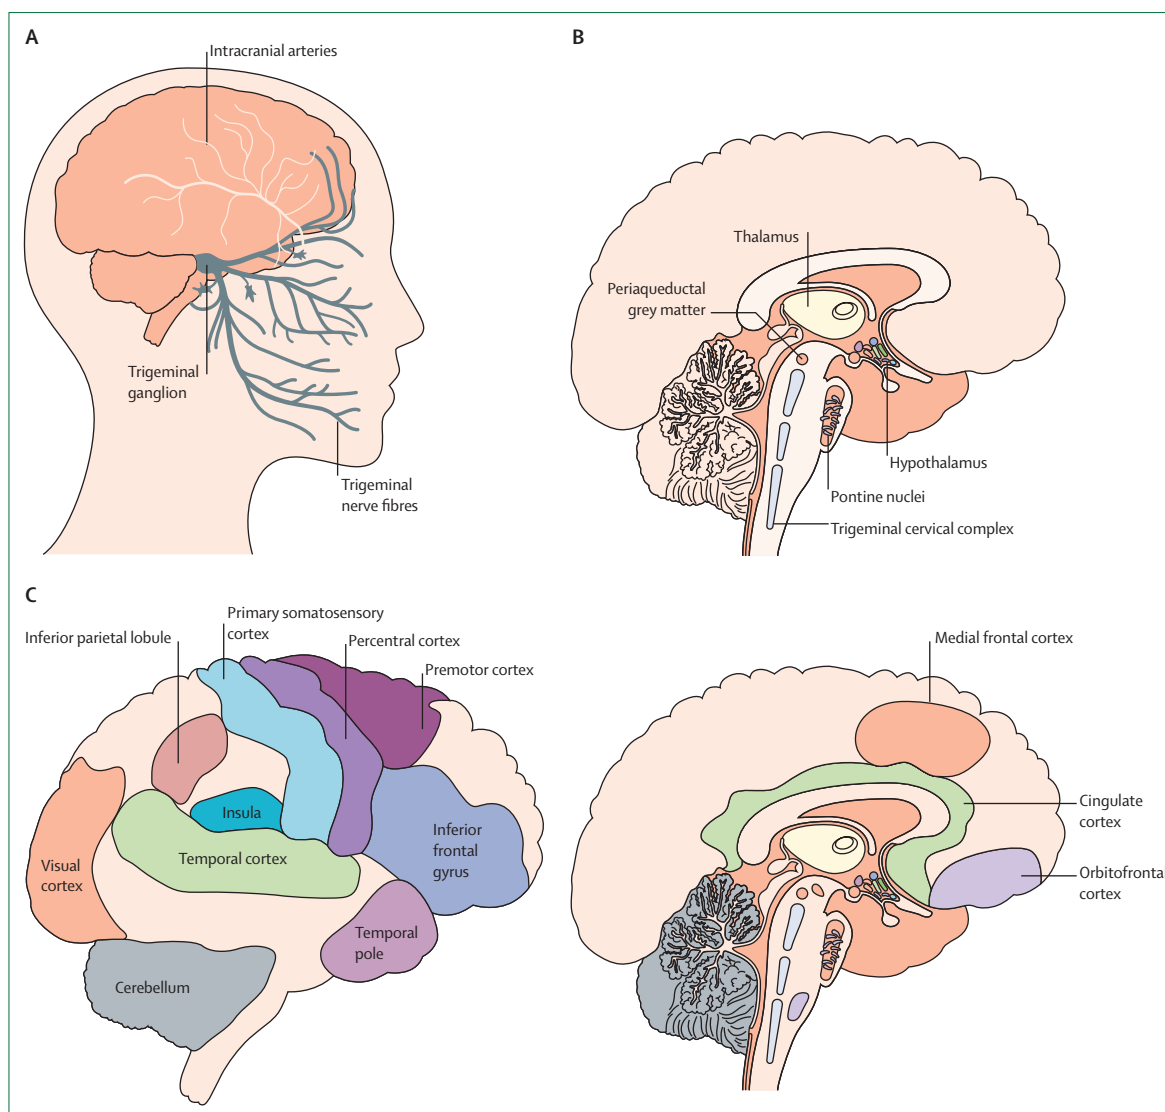 A
Intracranial arteries
Trigeminal
ganglion
Trigeminal
nerve fibres
B
Thalamus
Periaqueductal
grey matter
Hypothalamus
Pontine nuclei
Trigeminal cervical complex
C
Primary somatosensory
cortex
Inferior parietal lobule
Percentral cortex
Premotor cortex
Insula
Temporal cortex
Visual
cortex
Inferior
frontal
gyrus
Temporal
pole
Cerebellum
Medial frontal cortex
Cingulate
cortex
Orbitofrontal
cortex